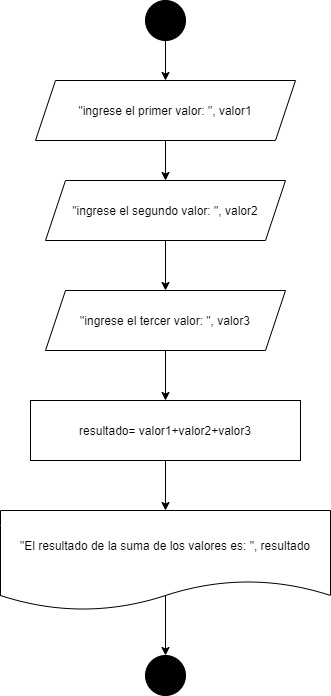 "ingrese el primer valor: ", valor1
"ingrese el segundo valor: ", valor2
"ingrese el tercer valor: ", valor3
resultado= valor1+valor2+valor3
"El resultado de la suma de los valores es: ", resultado